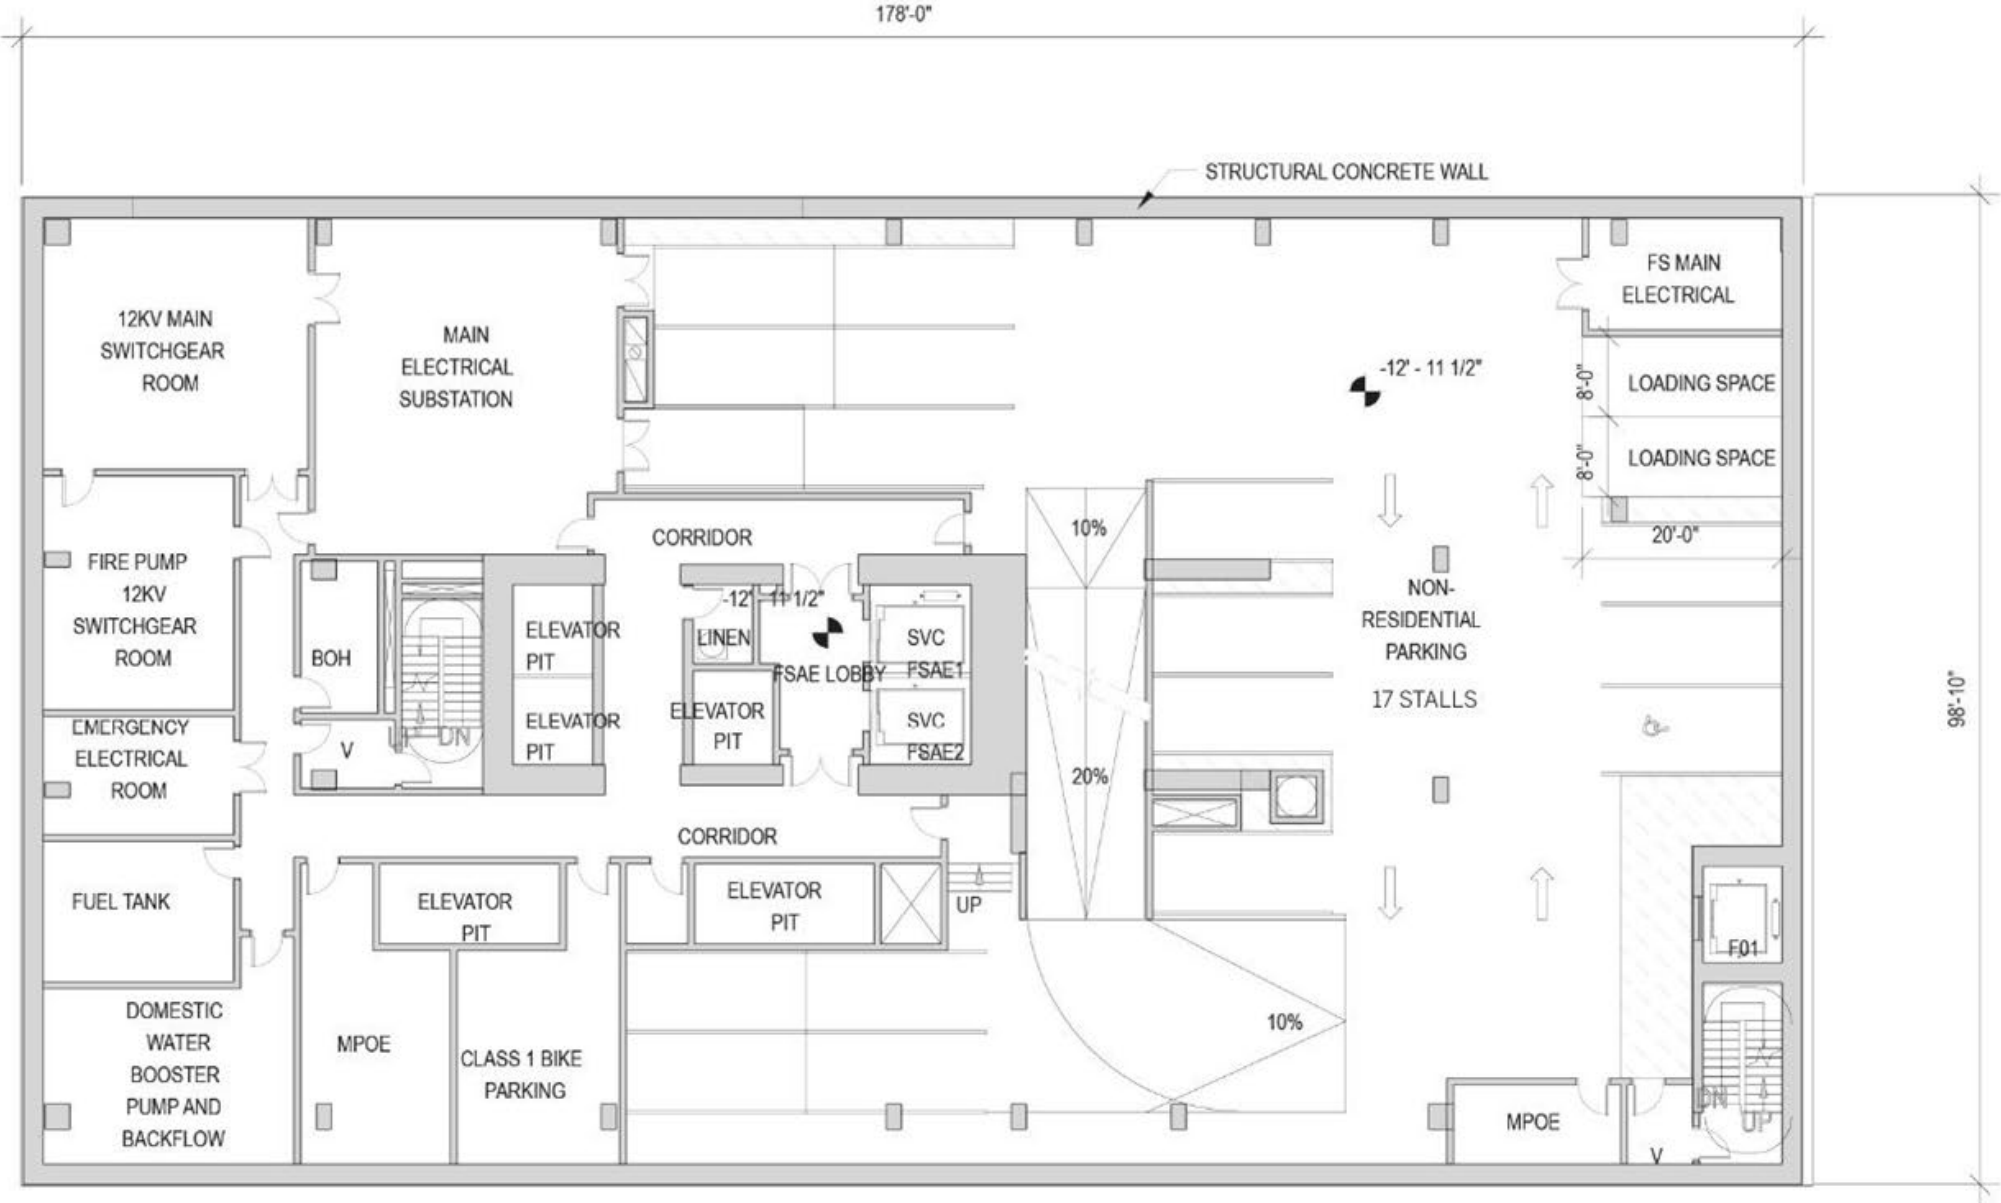 178'-0"
STRUCTURAL CONCRETE WALL
12KV MAIN
SWITCHGEAR
ROOM
MAIN
ELECTRICAL
SUBSTATION
FS MAIN
ELECTRICAL
-12' - 11 1/2"
8'-0"
LOADING SPACE
8'-0"
LOADING SPACE
20'-0"
CORRIDOR
10%
FIRE PUMP
12KV
SWITCHGEAR
ROOM
BOH
ELEVATOR
PIT
ELEVATOR
PIT
-12' - 11 1/2"
LINEN
FSAE LOBBY
ELEVATOR
PIT
SVC
FSAE1
SVC
FSAE2
NON-
RESIDENTIAL
PARKING
17 STALLS
98'-10"
EMERGENCY
ELECTRICAL
ROOM
V
UP
DN
20%
CORRIDOR
FUEL TANK
ELEVATOR
PIT
ELEVATOR
PIT
UP
F01
DOMESTIC
WATER
BOOSTER
PUMP AND
BACKFLOW
MPOE
CLASS 1 BIKE
PARKING
10%
MPOE
V
DN
UP